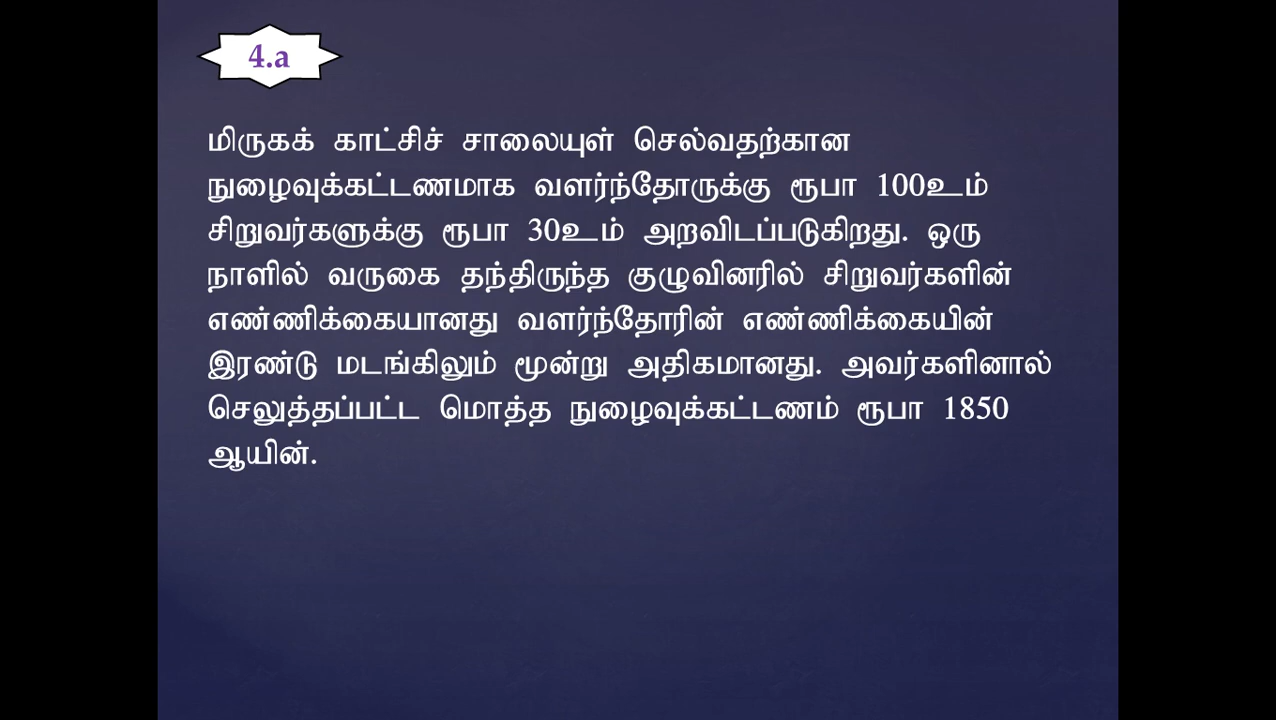 4.a
மிருகக் காட்சிச் சாலையுள் செல்வதற்கான
நுழைவுக்கட்டணமாக வளர்ந்தோருக்கு ரூபா 100உம்
சிறுவர்களுக்கு ரூபா 30உம் அறவிடப்படுகிறது. ஒரு
நாளில் வருகை தந்திருந்த குழுவினரில் சிறுவர்களின்
எண்ணிக்கையானது வளர்ந்தோரின் எண்ணிக்கையின்
இரண்டு மடங்கிலும் மூன்று அதிகமானது. அவர்களினால்
செலுத்தப்பட்ட மொத்த நுழைவுக்கட்டணம் ரூபா 1850
ஆயின்.